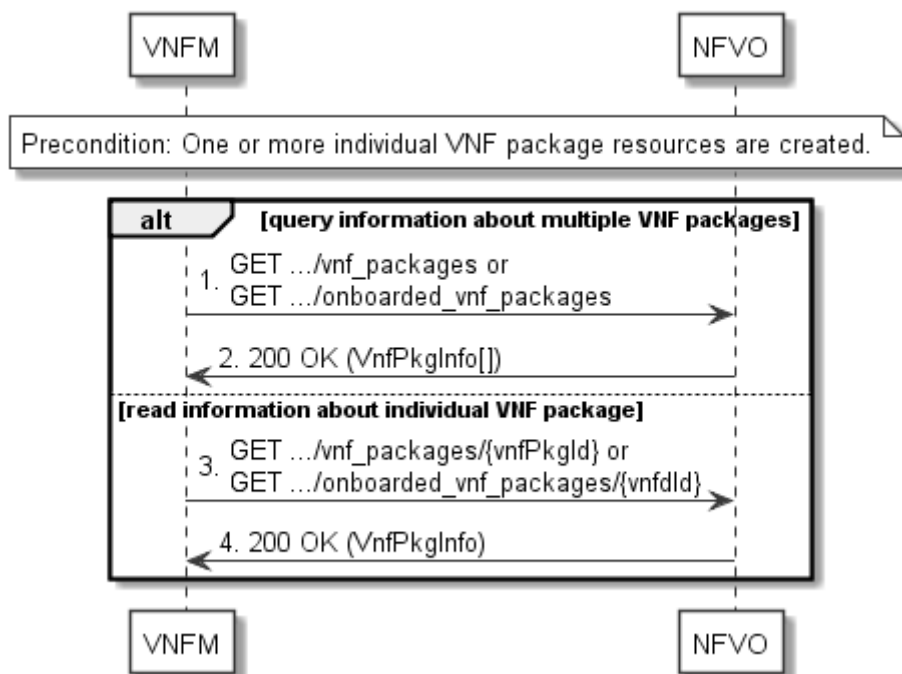 VNFM
NFVO
Precondition: One or more individual VNF package resources are created.
alt
[query information about multiple VNF packages]
1. GET .../vnf_packages or
GET .../onboarded_vnf_packages
2. 200 OK (VnfPkgInfo[])
[read information about individual VNF package]
3. GET .../vnf_packages/{vnfPkgId} or
GET .../onboarded_vnf_packages/{vnfdId}
4. 200 OK (VnfPkgInfo)
VNFM
NFVO